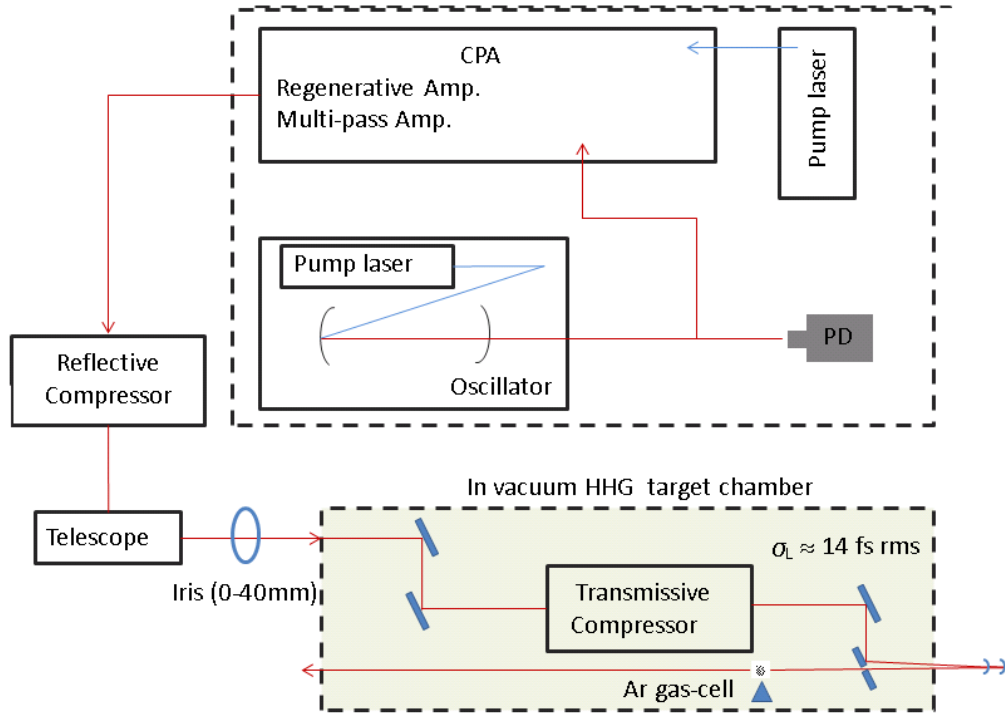 CPA
Regenerative Amp.
Multi-pass Amp.
Pump laser
Pump laser
Oscillator
PD
Reflective
Compressor
Telescope
Iris (0-40mm)
In vacuum HHG target chamber
σL ≈ 14 fs rms
Transmissive
Compressor
Ar gas-cell